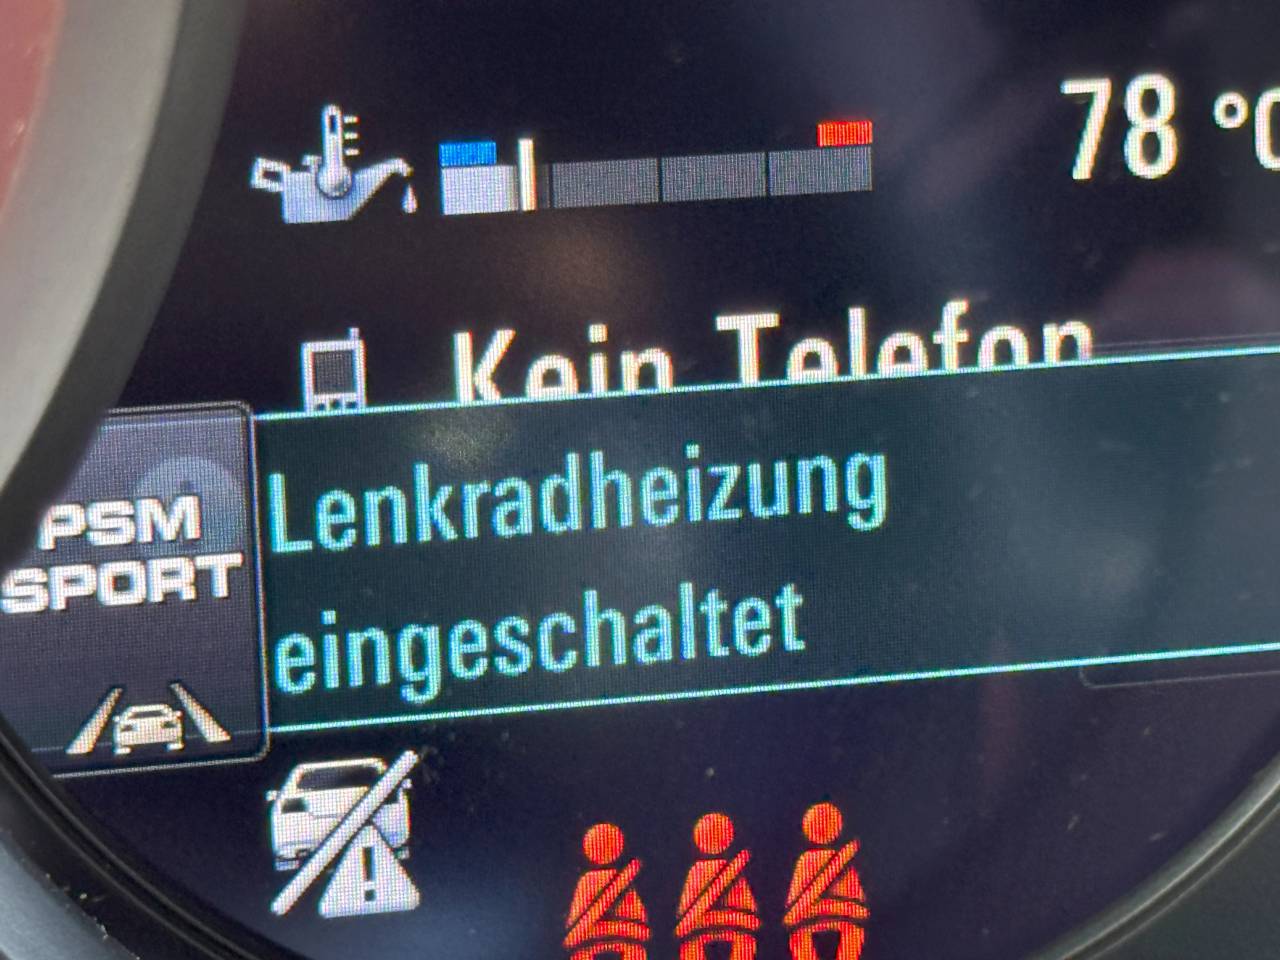 78 °C
Kein Telefon
Lenkradheizung
eingeschaltet
PSM
SPORT